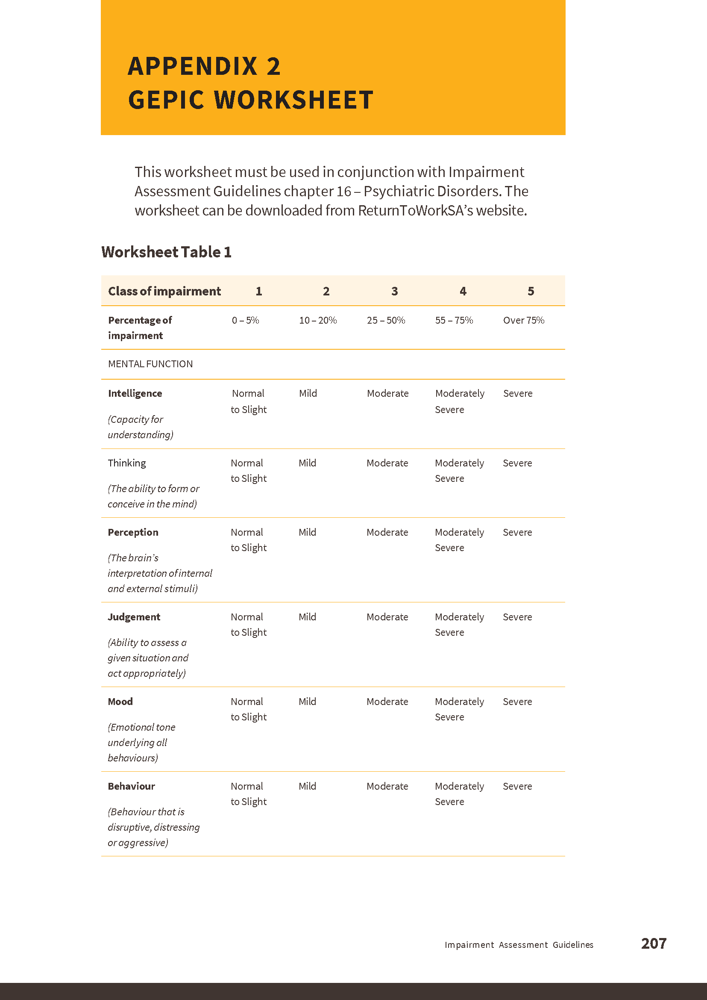 APPENDIX 2
GEPIC WORKSHEET
This worksheet must be used in conjunction with Impairment
Assessment Guidelines chapter 16 – Psychiatric Disorders. The
worksheet can be downloaded from ReturnToWorkSA’s website.
Worksheet Table 1
Class of impairment 1 2 3 4 5
Percentage of 0 – 5% 10 – 20% 25 – 50% 55 – 75% Over 75%
impairment
MENTAL FUNCTION
Intelligence Normal Mild Moderate Moderately Severe
to Slight Severe
(Capacity for
understanding)
Thinking Normal Mild Moderate Moderately Severe
to Slight Severe
(The ability to form or
conceive in the mind)
Perception Normal Mild Moderate Moderately Severe
to Slight Severe
(The brain’s
interpretation of internal
and external stimuli)
Judgement Normal Mild Moderate Moderately Severe
to Slight Severe
(Ability to assess a
given situation and
act appropriately)
Mood Normal Mild Moderate Moderately Severe
to Slight Severe
(Emotional tone
underlying all
behaviours)
Behaviour Normal Mild Moderate Moderately Severe
to Slight Severe
(Behaviour that is
disruptive, distressing
or aggressive)
Impairment Assessment Guidelines 207